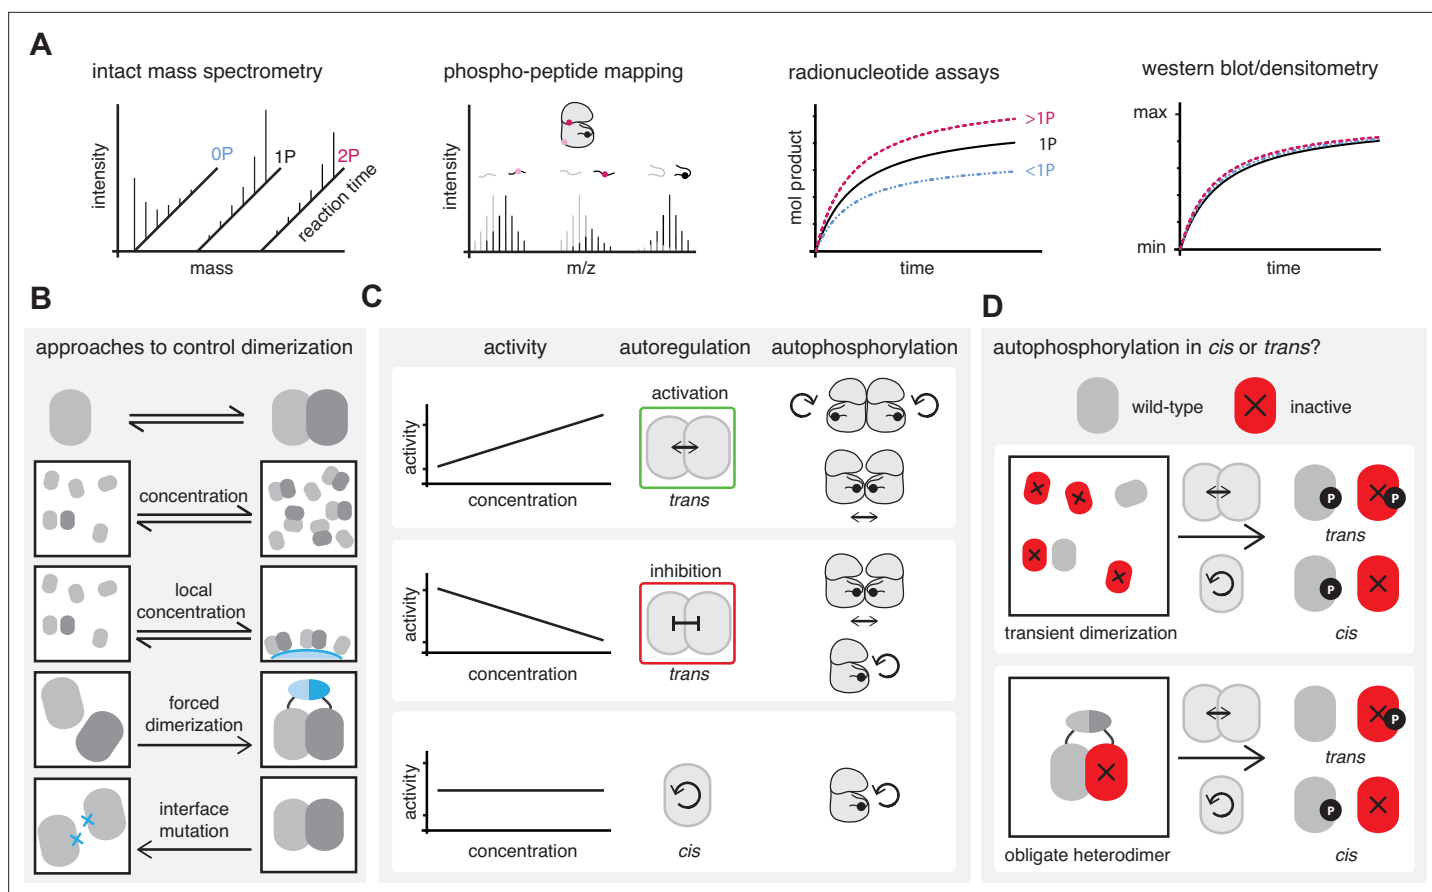 A
intact mass spectrometry
intensity
0P
1P
2P
reaction time
mass
phospho-peptide mapping
intensity
m/z
radionucleotide assays
mol product
>1P
1P
<1P
time
western blot/densitometry
max
min
time
B
approaches to control dimerization
concentration
local
concentration
forced
dimerization
interface
mutation
C
activity
autoregulation
autophosphorylation
activity
concentration
activation
trans
activity
concentration
inhibition
trans
activity
concentration
cis
D
autophosphorylation in cis or trans?
wild-type
inactive
transient dimerization
P
P
trans
P
cis
obligate heterodimer
P
trans
P
cis